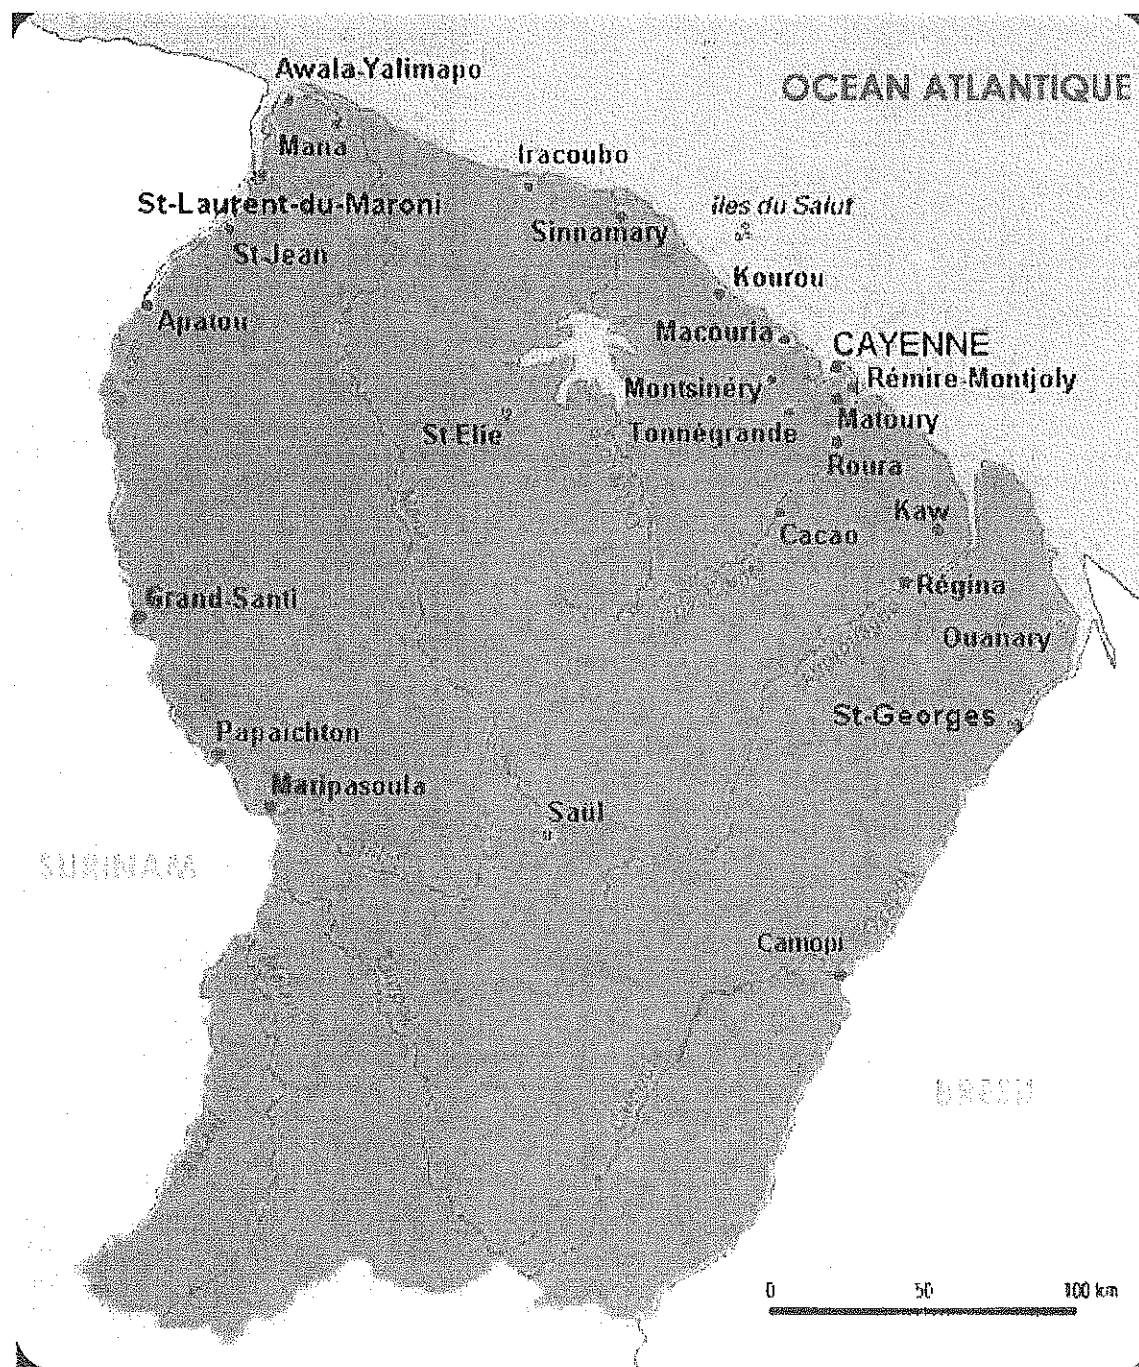 Awala-Yalimapo
OCEAN ATLANTIQUE
Mana
Iracoubo
St-Laurent-du-Maroni
îles du Salut
Sinnamary
St-Jean
Kourou
Apatou
Macouria
CAYENNE
Rémire-Montjoly
Montsinéry
St-Elie
Tonnégrande
Matoury
Roura
Kaw
Cacao
Régina
Grand-Santi
Ouanary
St-Georges
Papaïchton
Maripasoula
Saül
SURINAM
Camopi
BRESIL
0 50 100 km